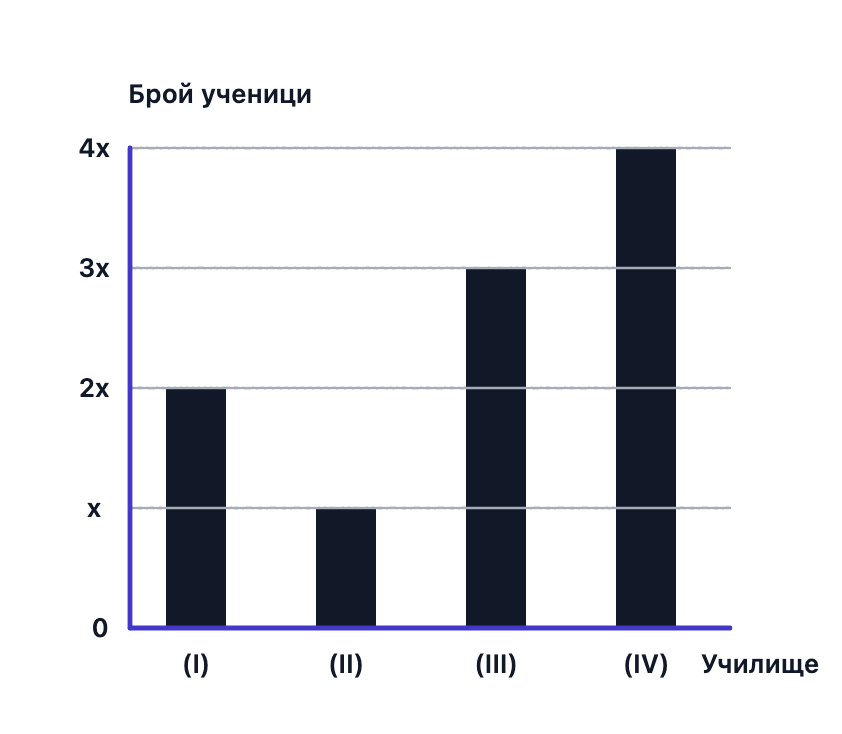 Брой ученици
4x
3x
2x
x
0
(I) (II) (III) (IV) Училище